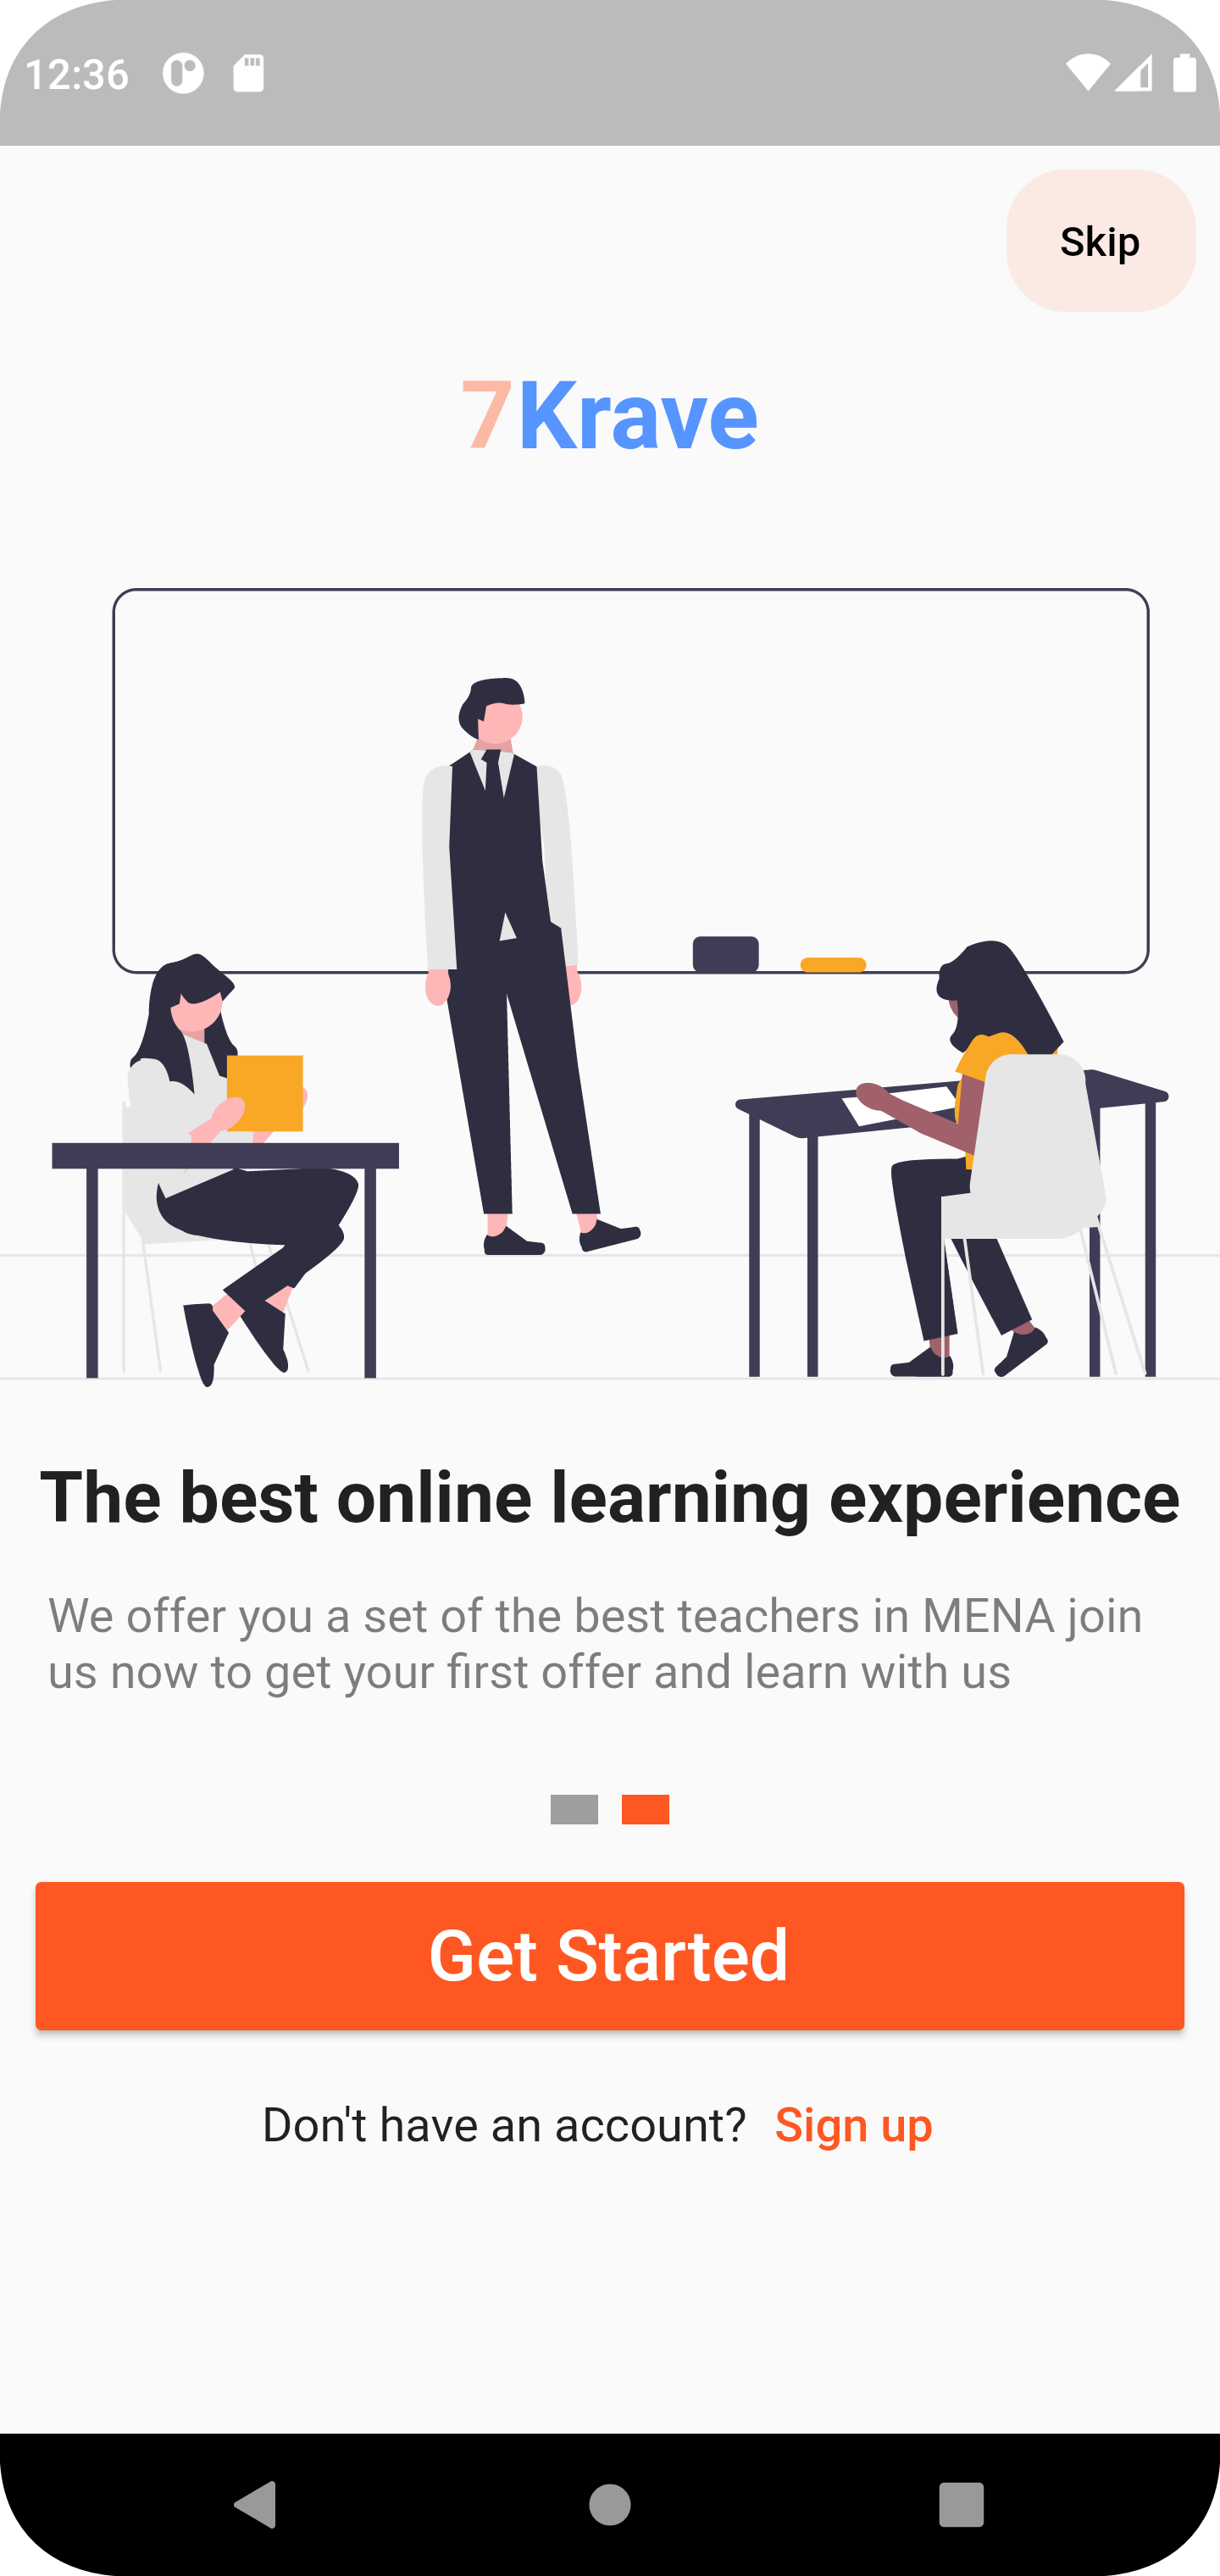 12:36
Skip
7Krave
The best online learning experience
We offer you a set of the best teachers in MENA join
us now to get your first offer and learn with us
Get Started
Don't have an account? Sign up